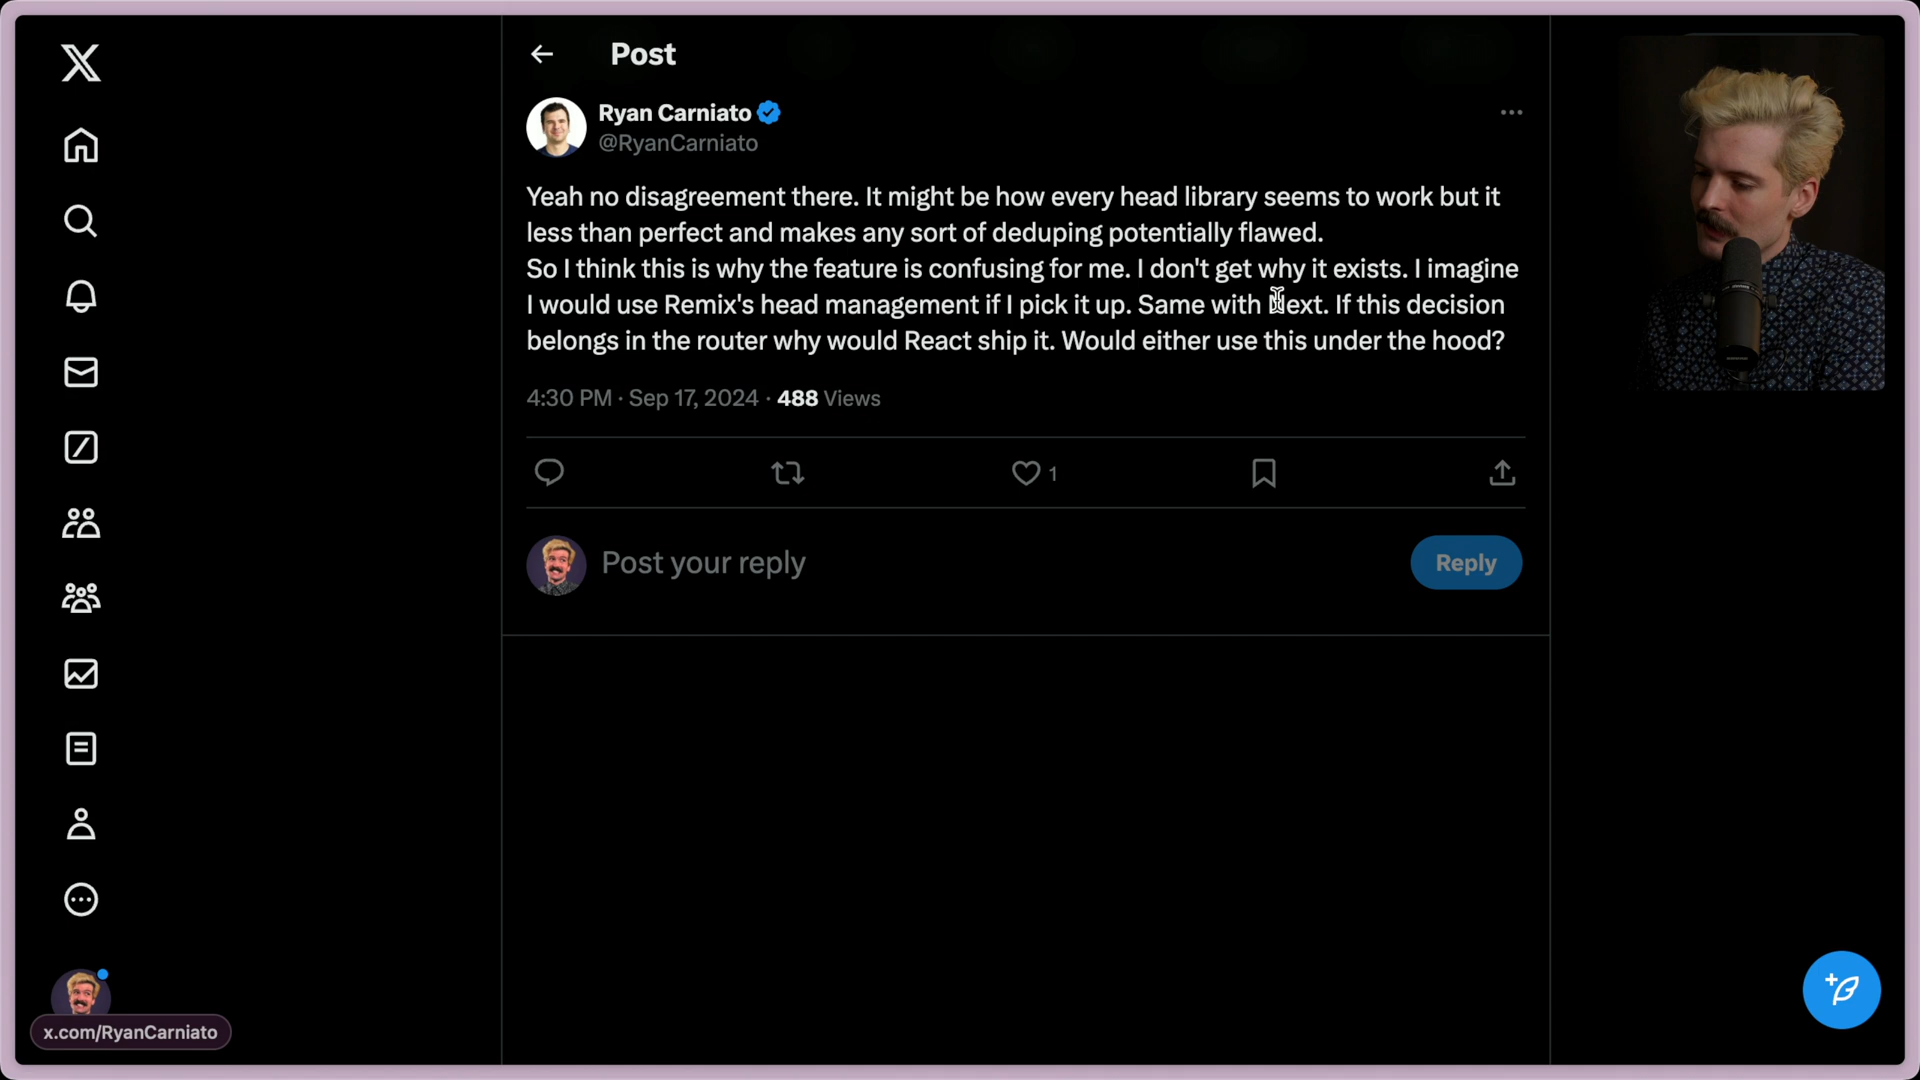 Post
Ryan Carniato
@RyanCarniato
Yeah no disagreement there. It might be how every head library seems to work but it
less than perfect and makes any sort of deduping potentially flawed.
So I think this is why the feature is confusing for me. I don't get why it exists. I imagine
I would use Remix's head management if I pick it up. Same with Next. If this decision
belongs in the router why would React ship it. Would either use this under the hood?
4:30 PM · Sep 17, 2024 · 488 Views
1
Post your reply
Reply
x.com/RyanCarniato